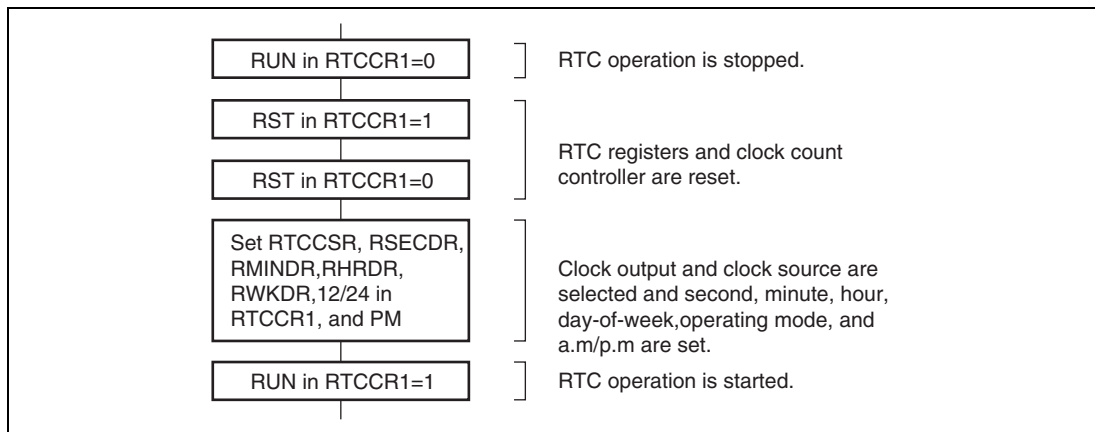 RUN in RTCCR1=0
RTC operation is stopped.
RST in RTCCR1=1
RST in RTCCR1=0
RTC registers and clock count
controller are reset.
Set RTCCSR, RSECDR,
RMINDR,RHRDR,
RWKDR,12/24 in
RTCCR1, and PM
Clock output and clock source are
selected and second, minute, hour,
day-of-week,operating mode, and
a.m/p.m are set.
RUN in RTCCR1=1
RTC operation is started.